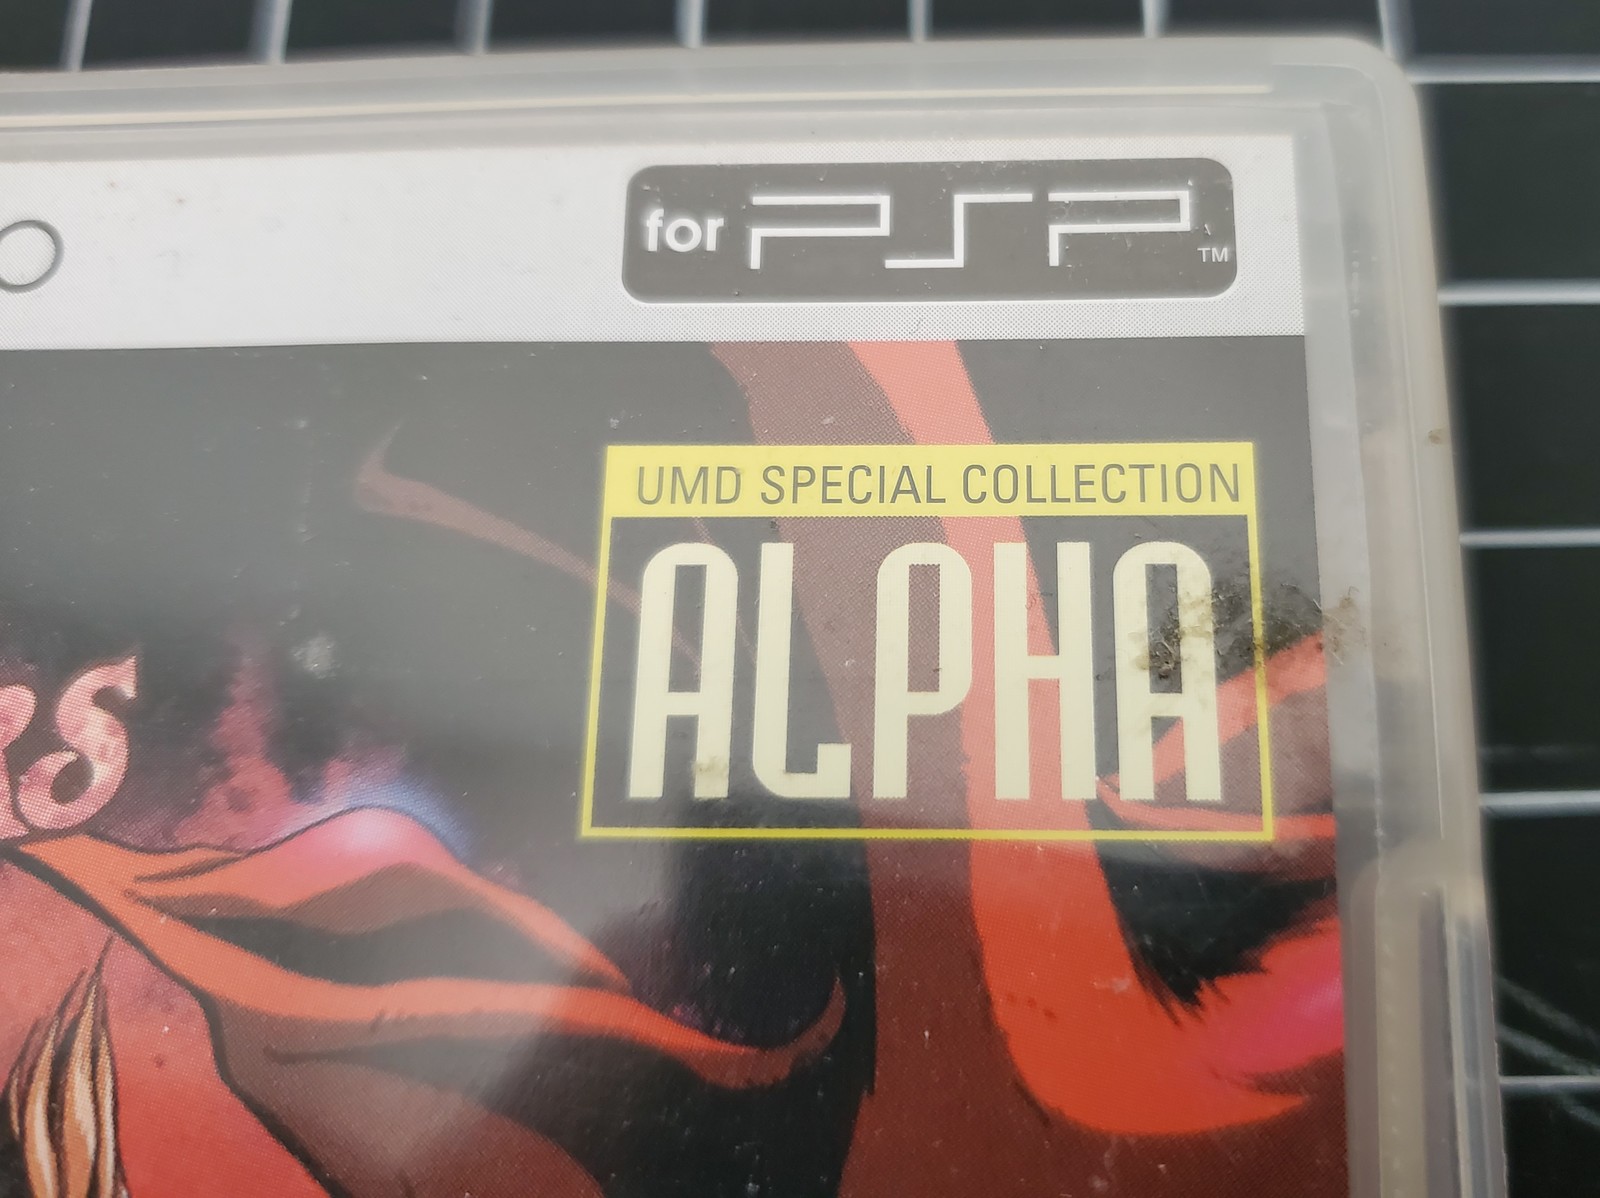 for PSP™
UMD SPECIAL COLLECTION
ALPHA